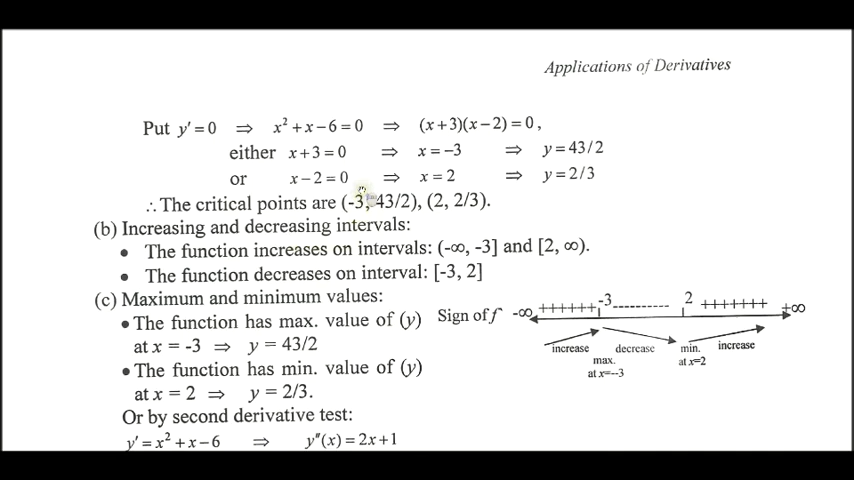 Applications of Derivatives
Put y′ = 0 ⇒ x² + x − 6 = 0 ⇒ (x+3)(x−2) = 0,
either x+3 = 0 ⇒ x = −3 ⇒ y = 43/2
or x−2 = 0 ⇒ x = 2 ⇒ y = 2/3
∴ The critical points are (-3, 43/2), (2, 2/3).
(b) Increasing and decreasing intervals:
• The function increases on intervals: (-∞, -3] and [2, ∞).
• The function decreases on interval: [-3, 2]
(c) Maximum and minimum values:
• The function has max. value of (y)
at x = -3 ⇒ y = 43/2
• The function has min. value of (y)
at x = 2 ⇒ y = 2/3.
Sign of f -∞ ++++++ -3 ---------- 2 +++++++ +∞
increase decrease increase
max.
at x=-3
min.
at x=2
Or by second derivative test:
y′ = x² + x − 6 ⇒ y″(x) = 2x + 1